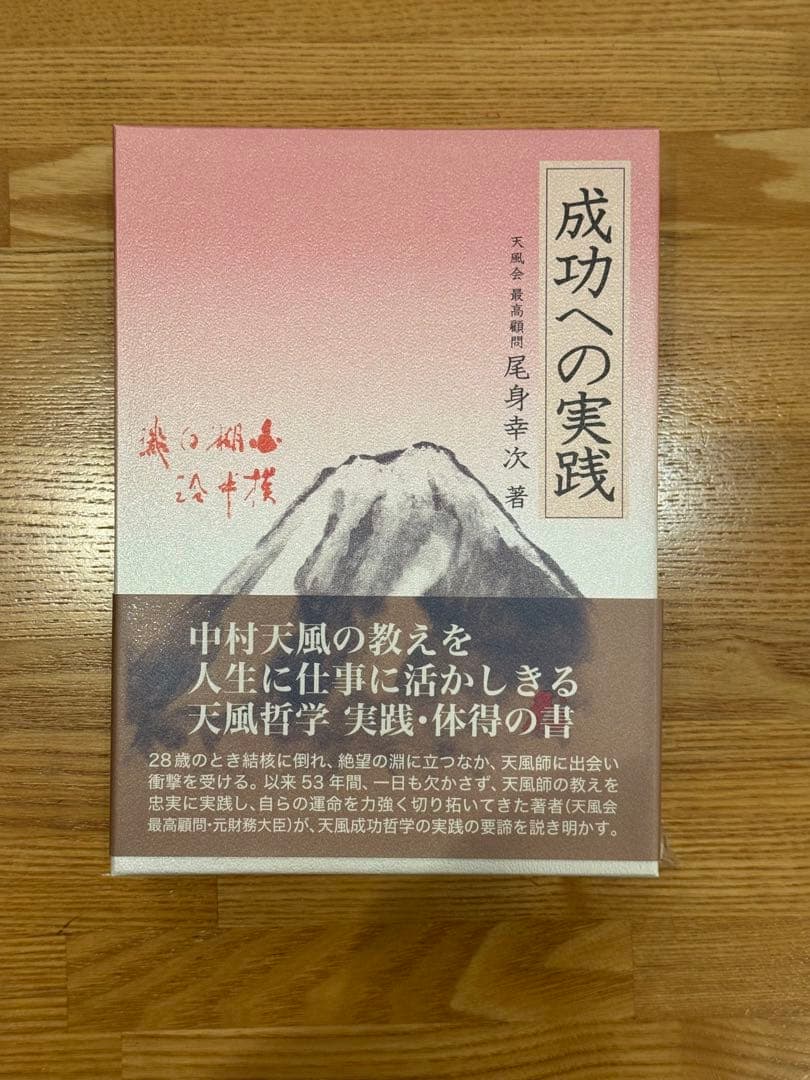 成功への実践
天風会 最高顧問 尾身幸次 著
中村天風の教えを
人生に仕事に活かしきる
天風哲学 実践・体得の書
28歳のとき結核に倒れ、絶望の淵に立つなか、天風師に出会い
衝撃を受ける。以来53年間、一日も欠かさず、天風師の教えを
忠実に実践し、自らの運命を力強く切り拓いてきた著者(天風会
最高顧問・元財務大臣)が、天風成功哲学の実践の要諦を説き明かす。